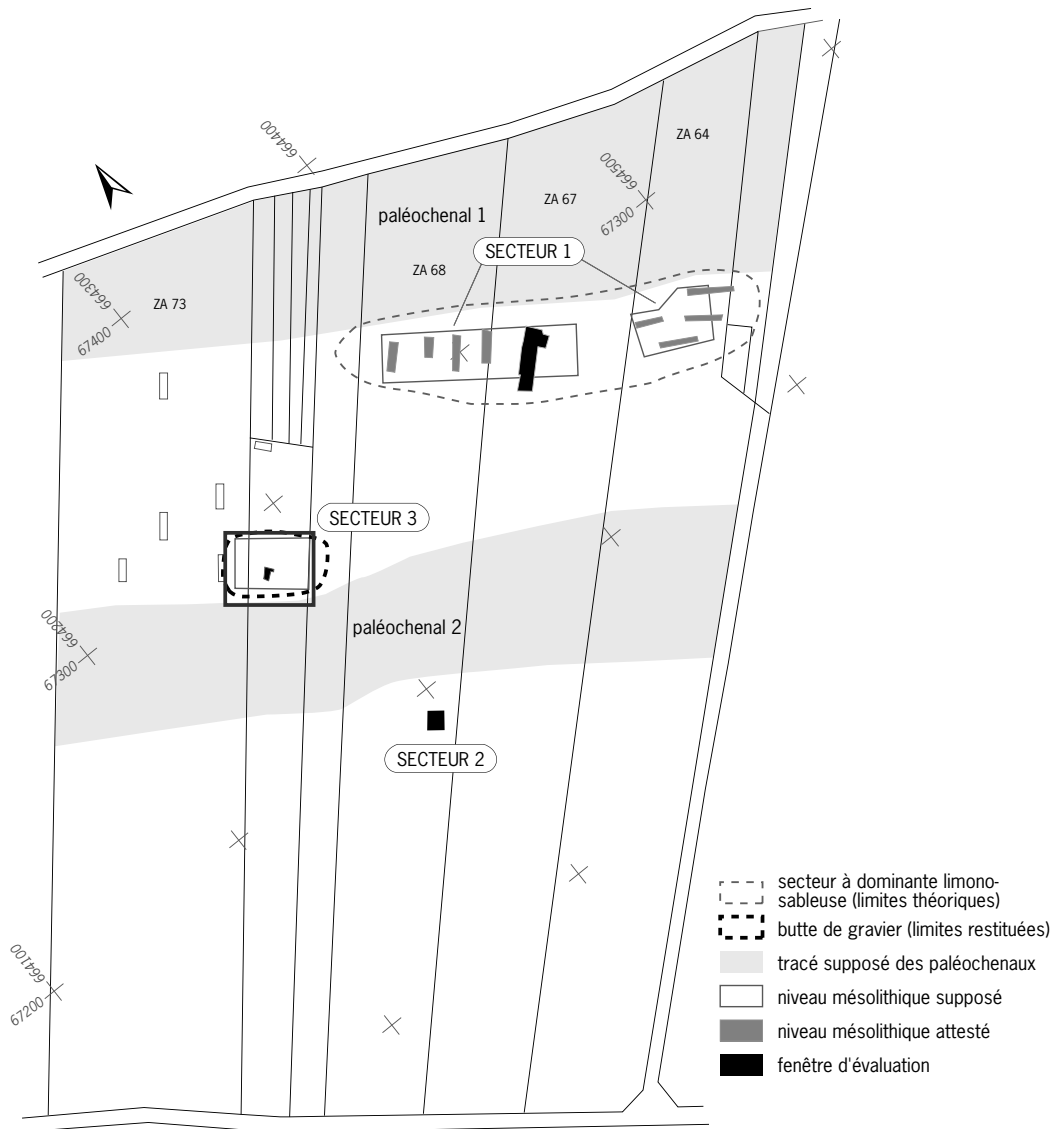 664400
ZA 64
664500
paléochenal 1
ZA 67
67300
SECTEUR 1
ZA 68
664300
ZA 73
67400
SECTEUR 3
664200
paléochenal 2
67300
SECTEUR 2
secteur à dominante limono-
sableuse (limites théoriques)
butte de gravier (limites restituées)
tracé supposé des paléochenaux
664100
niveau mésolithique supposé
67200
niveau mésolithique attesté
fenêtre d'évaluation